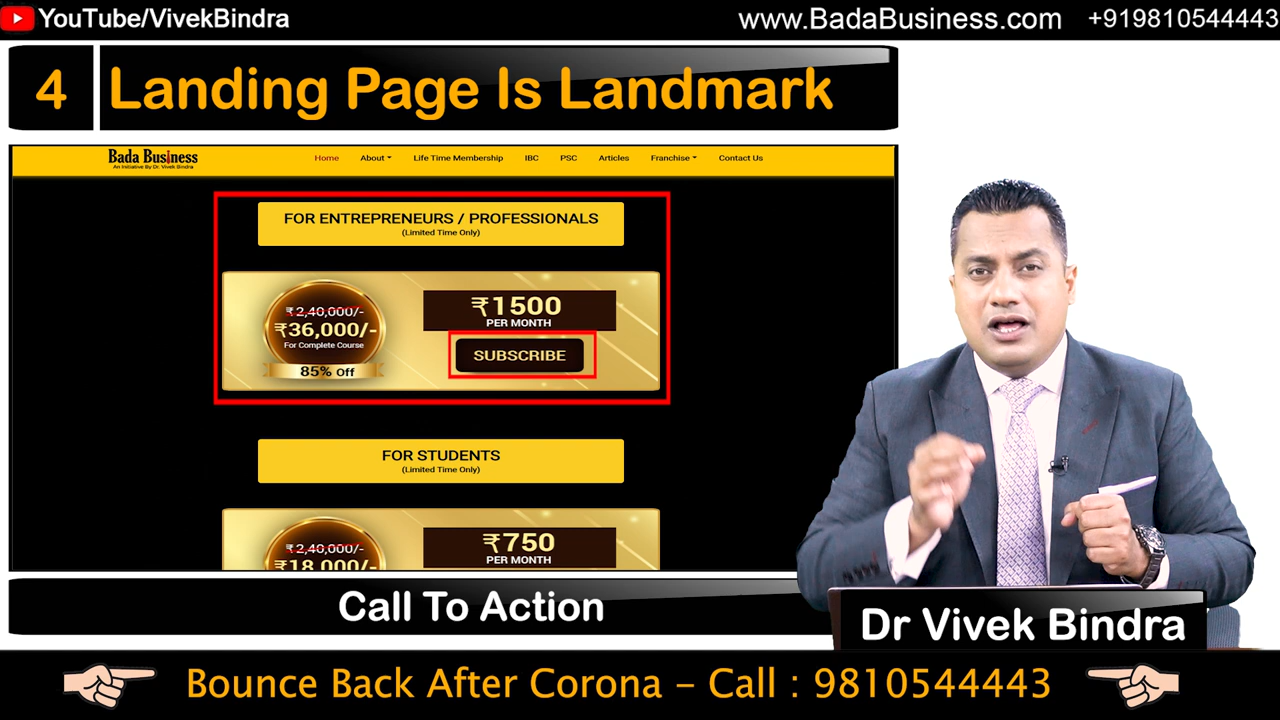 YouTube/VivekBindra
www.BadaBusiness.com
+919810544443
4
Landing Page Is Landmark
Bada Business
An Initiative By Dr. Vivek Bindra
Home
About
Life Time Membership
IBC
PSC
Articles
Franchise
Contact Us
FOR ENTREPRENEURS / PROFESSIONALS
(Limited Time Only)
₹2,40,000/-
₹36,000/-
For Complete Course
85% Off
₹1500
PER MONTH
SUBSCRIBE
FOR STUDENTS
(Limited Time Only)
₹2,40,000/-
₹18,000/-
₹750
PER MONTH
Call To Action
Dr Vivek Bindra
Bounce Back After Corona - Call : 9810544443